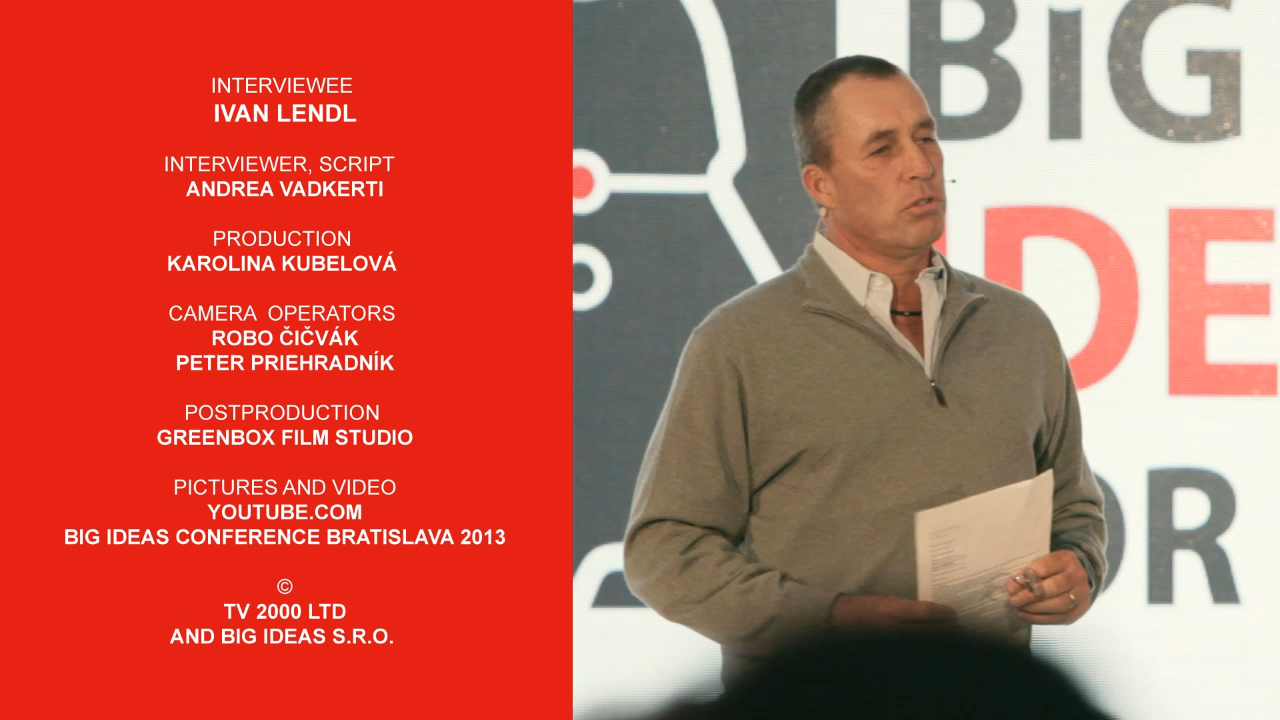 INTERVIEWEE
IVAN LENDL
INTERVIEWER, SCRIPT
ANDREA VADKERTI
PRODUCTION
KAROLINA KUBELOVÁ
CAMERA OPERATORS
ROBO ČIČVÁK
PETER PRIEHRADNÍK
POSTPRODUCTION
GREENBOX FILM STUDIO
PICTURES AND VIDEO
YOUTUBE.COM
BIG IDEAS CONFERENCE BRATISLAVA 2013
©
TV 2000 LTD
AND BIG IDEAS S.R.O.
BiG
IDE
OR